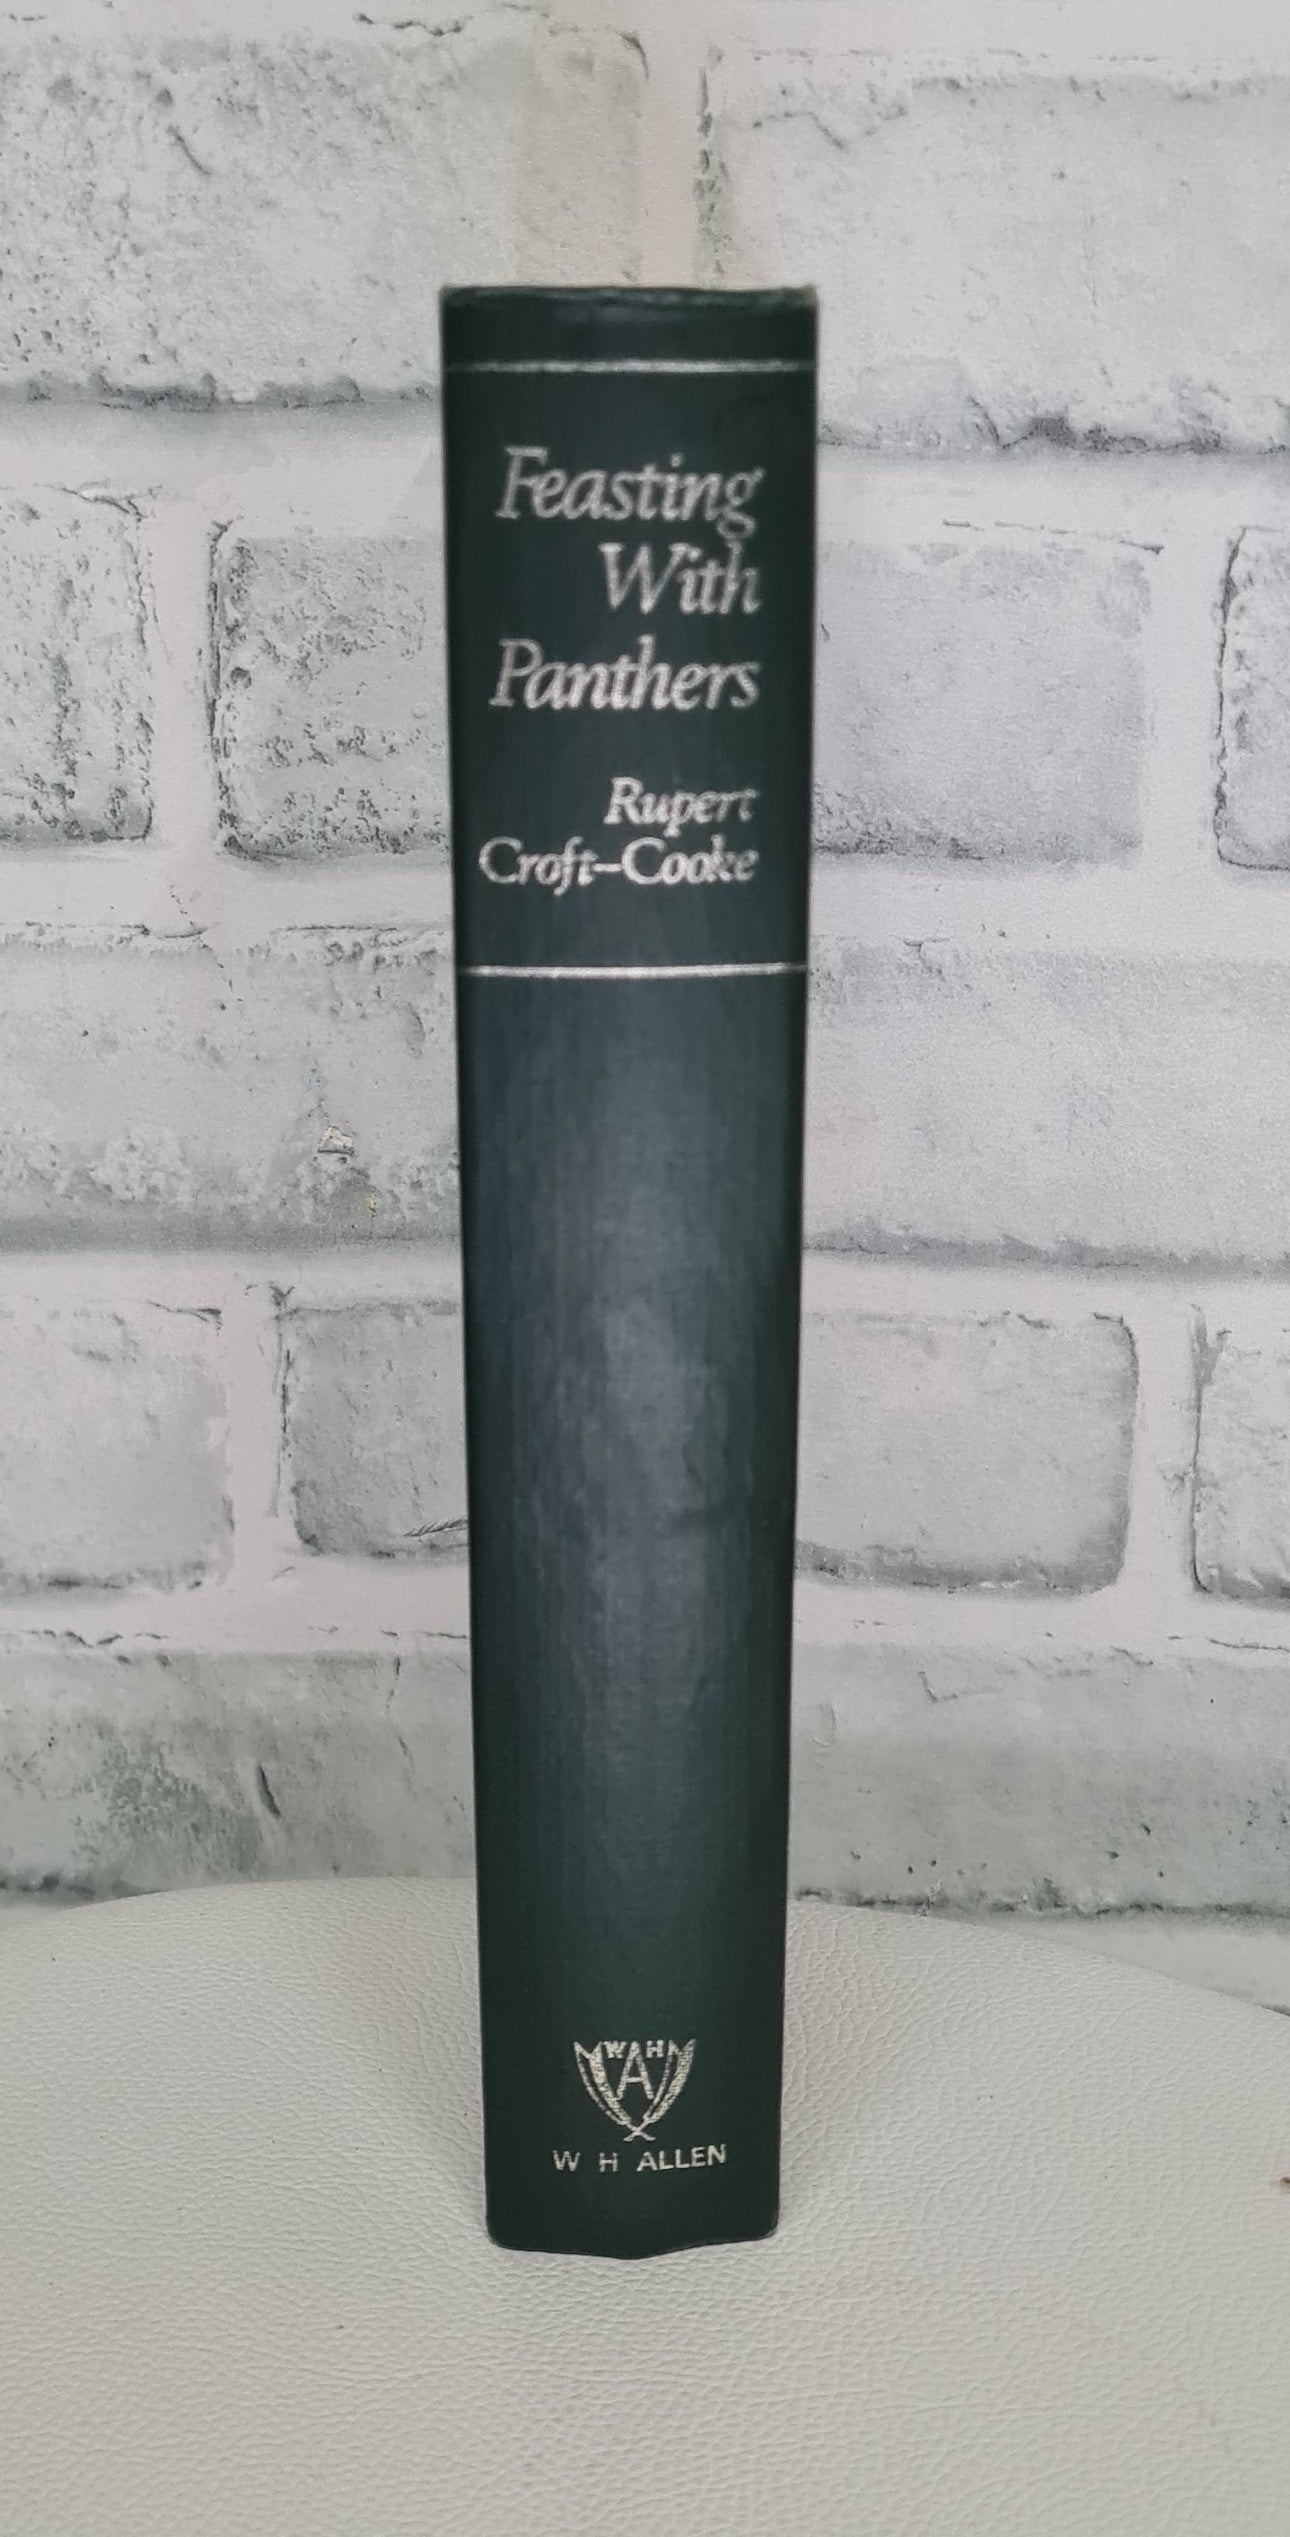 Feasting
With
Panthers
Rupert
Croft–Cooke
WAH
A
W H ALLEN